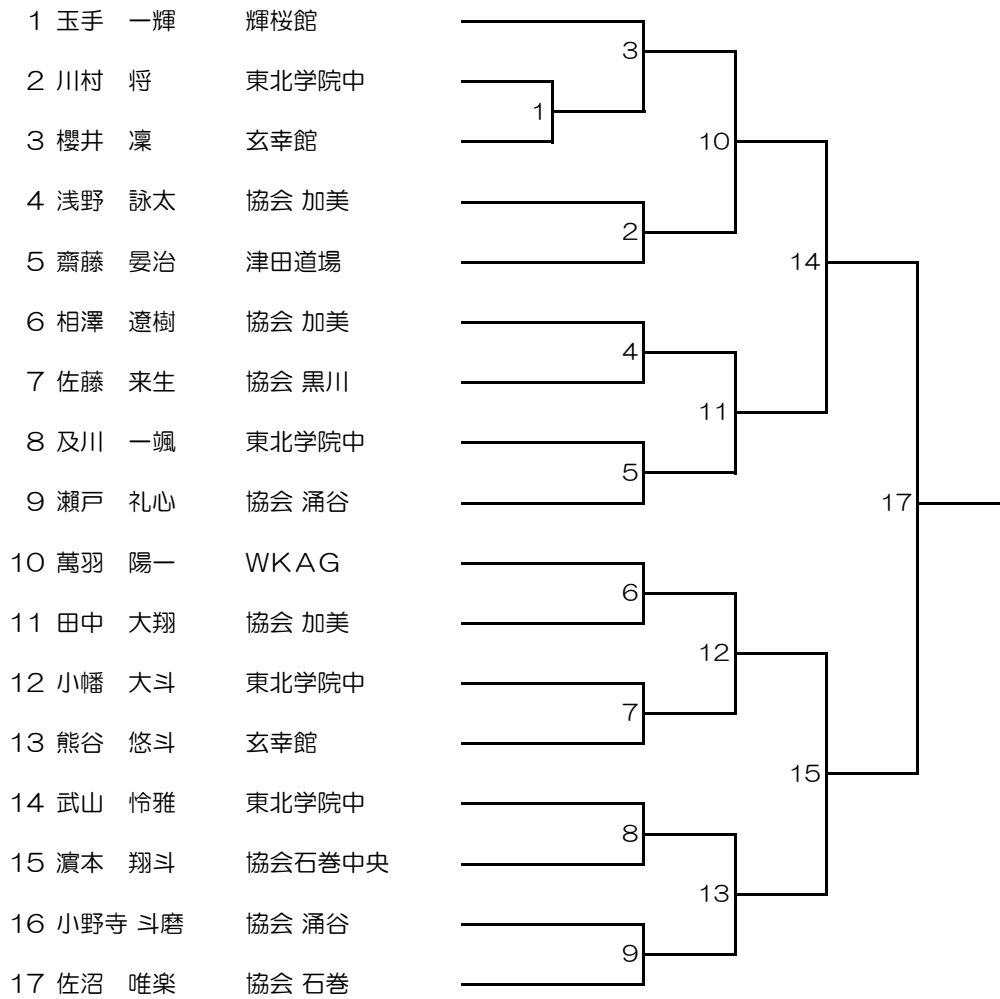 1 玉手 一輝 輝桜館
3
2 川村 将 東北学院中
1
3 櫻井 凜 玄幸館
10
4 浅野 詠太 協会 加美
2
5 齋藤 晏治 津田道場
14
6 相澤 遼樹 協会 加美
4
7 佐藤 来生 協会 黒川
11
8 及川 一颯 東北学院中
5
9 瀨戸 礼心 協会 涌谷
17
10 萬羽 陽一 WKAG
6
11 田中 大翔 協会 加美
12
12 小幡 大斗 東北学院中
7
13 熊谷 悠斗 玄幸館
15
14 武山 怜雅 東北学院中
8
15 濵本 翔斗 協会石巻中央
13
16 小野寺 斗磨 協会 涌谷
9
17 佐沼 唯楽 協会 石巻